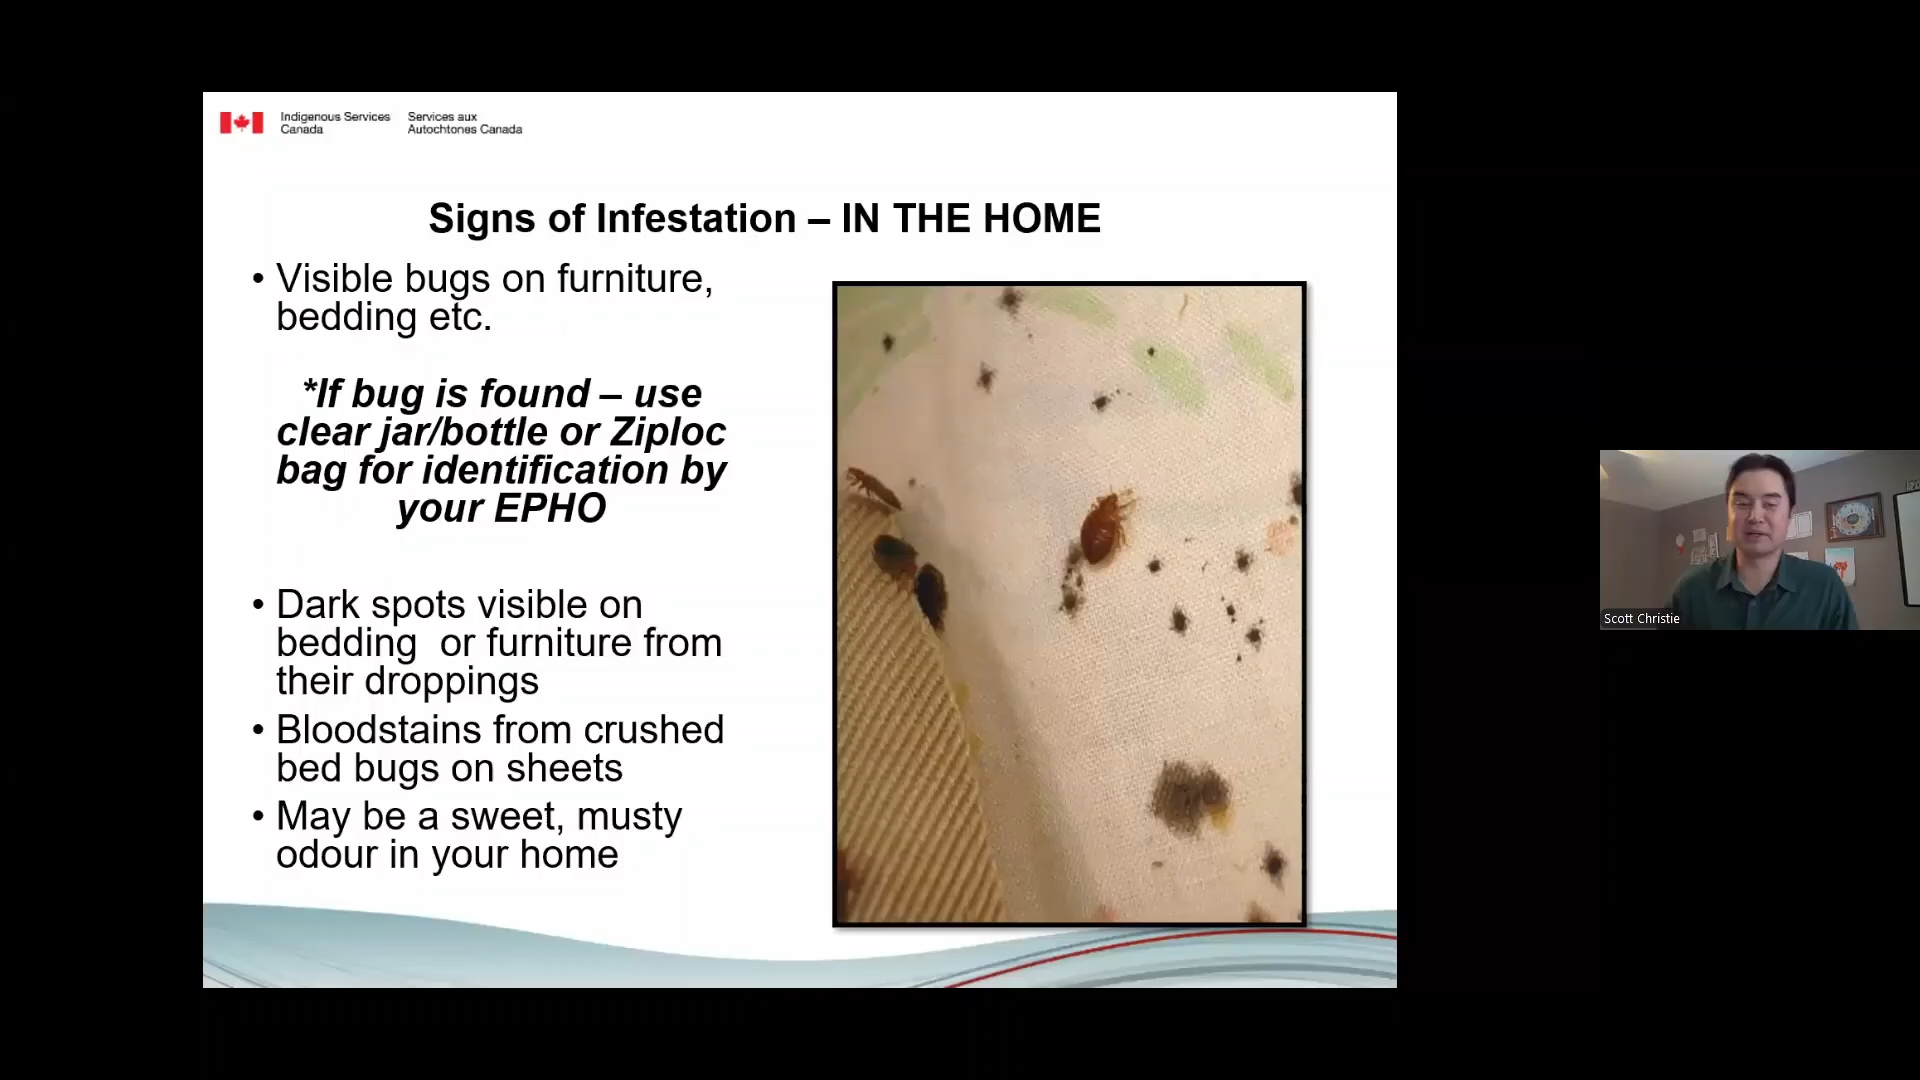 Indigenous Services
Canada
Services aux
Autochtones Canada
Signs of Infestation – IN THE HOME
• Visible bugs on furniture,
bedding etc.
*If bug is found – use
clear jar/bottle or Ziploc
bag for identification by
your EPHO
• Dark spots visible on
bedding  or furniture from
their droppings
• Bloodstains from crushed
bed bugs on sheets
• May be a sweet, musty
odour in your home
Scott Christie